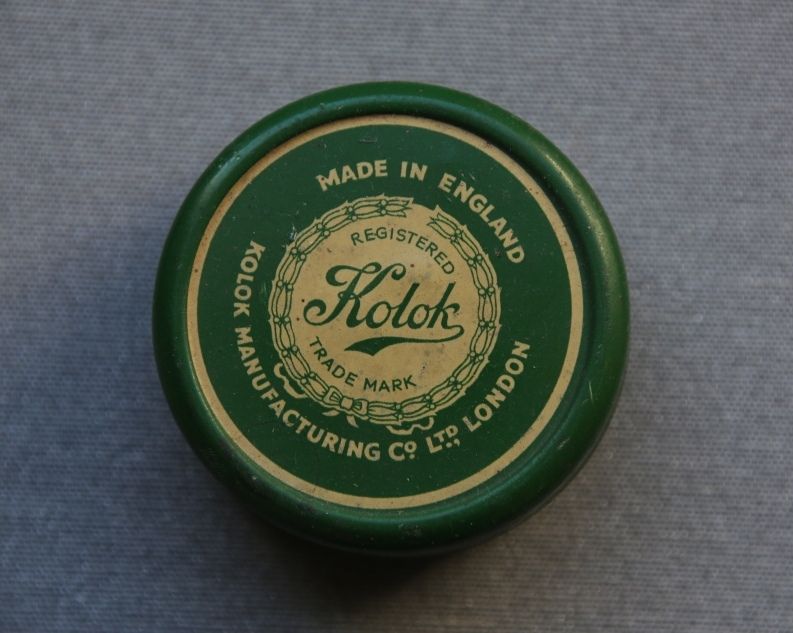 MADE IN ENGLAND
REGISTERED
Kolok
TRADE MARK
KOLOK MANUFACTURING Co LTD., LONDON